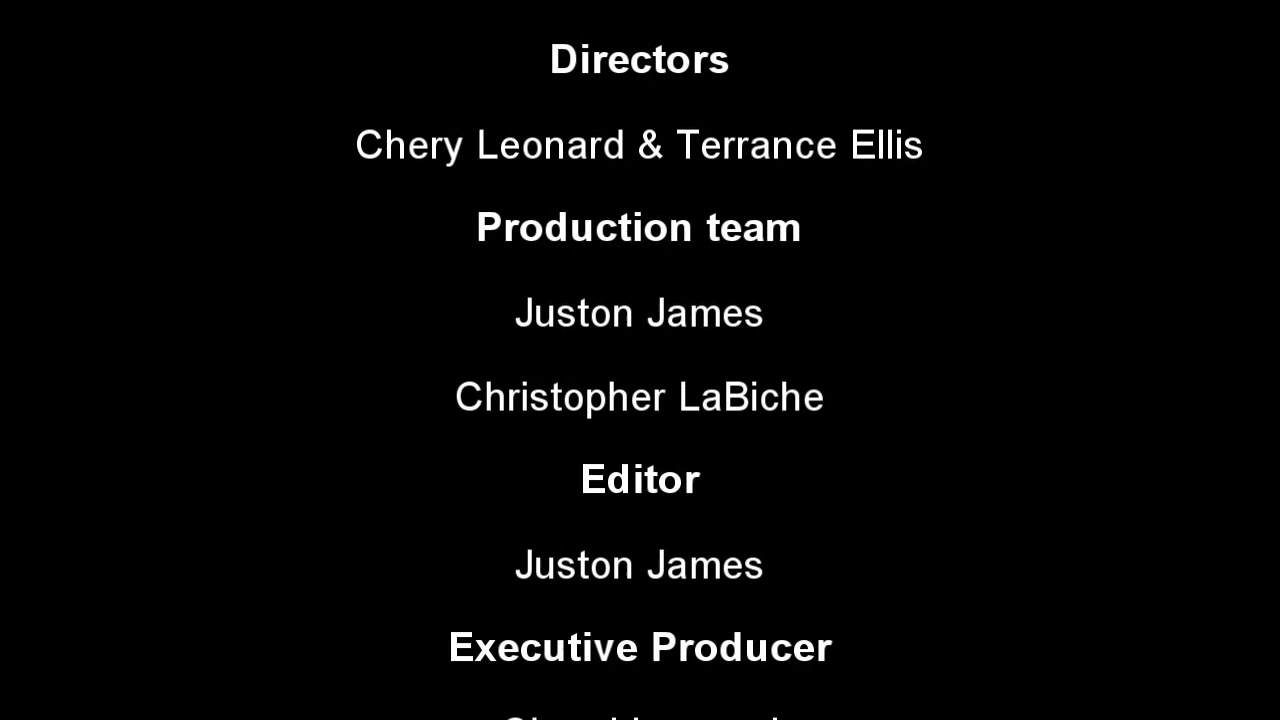 Directors
Chery Leonard & Terrance Ellis
Production team
Juston James
Christopher LaBiche
Editor
Juston James
Executive Producer